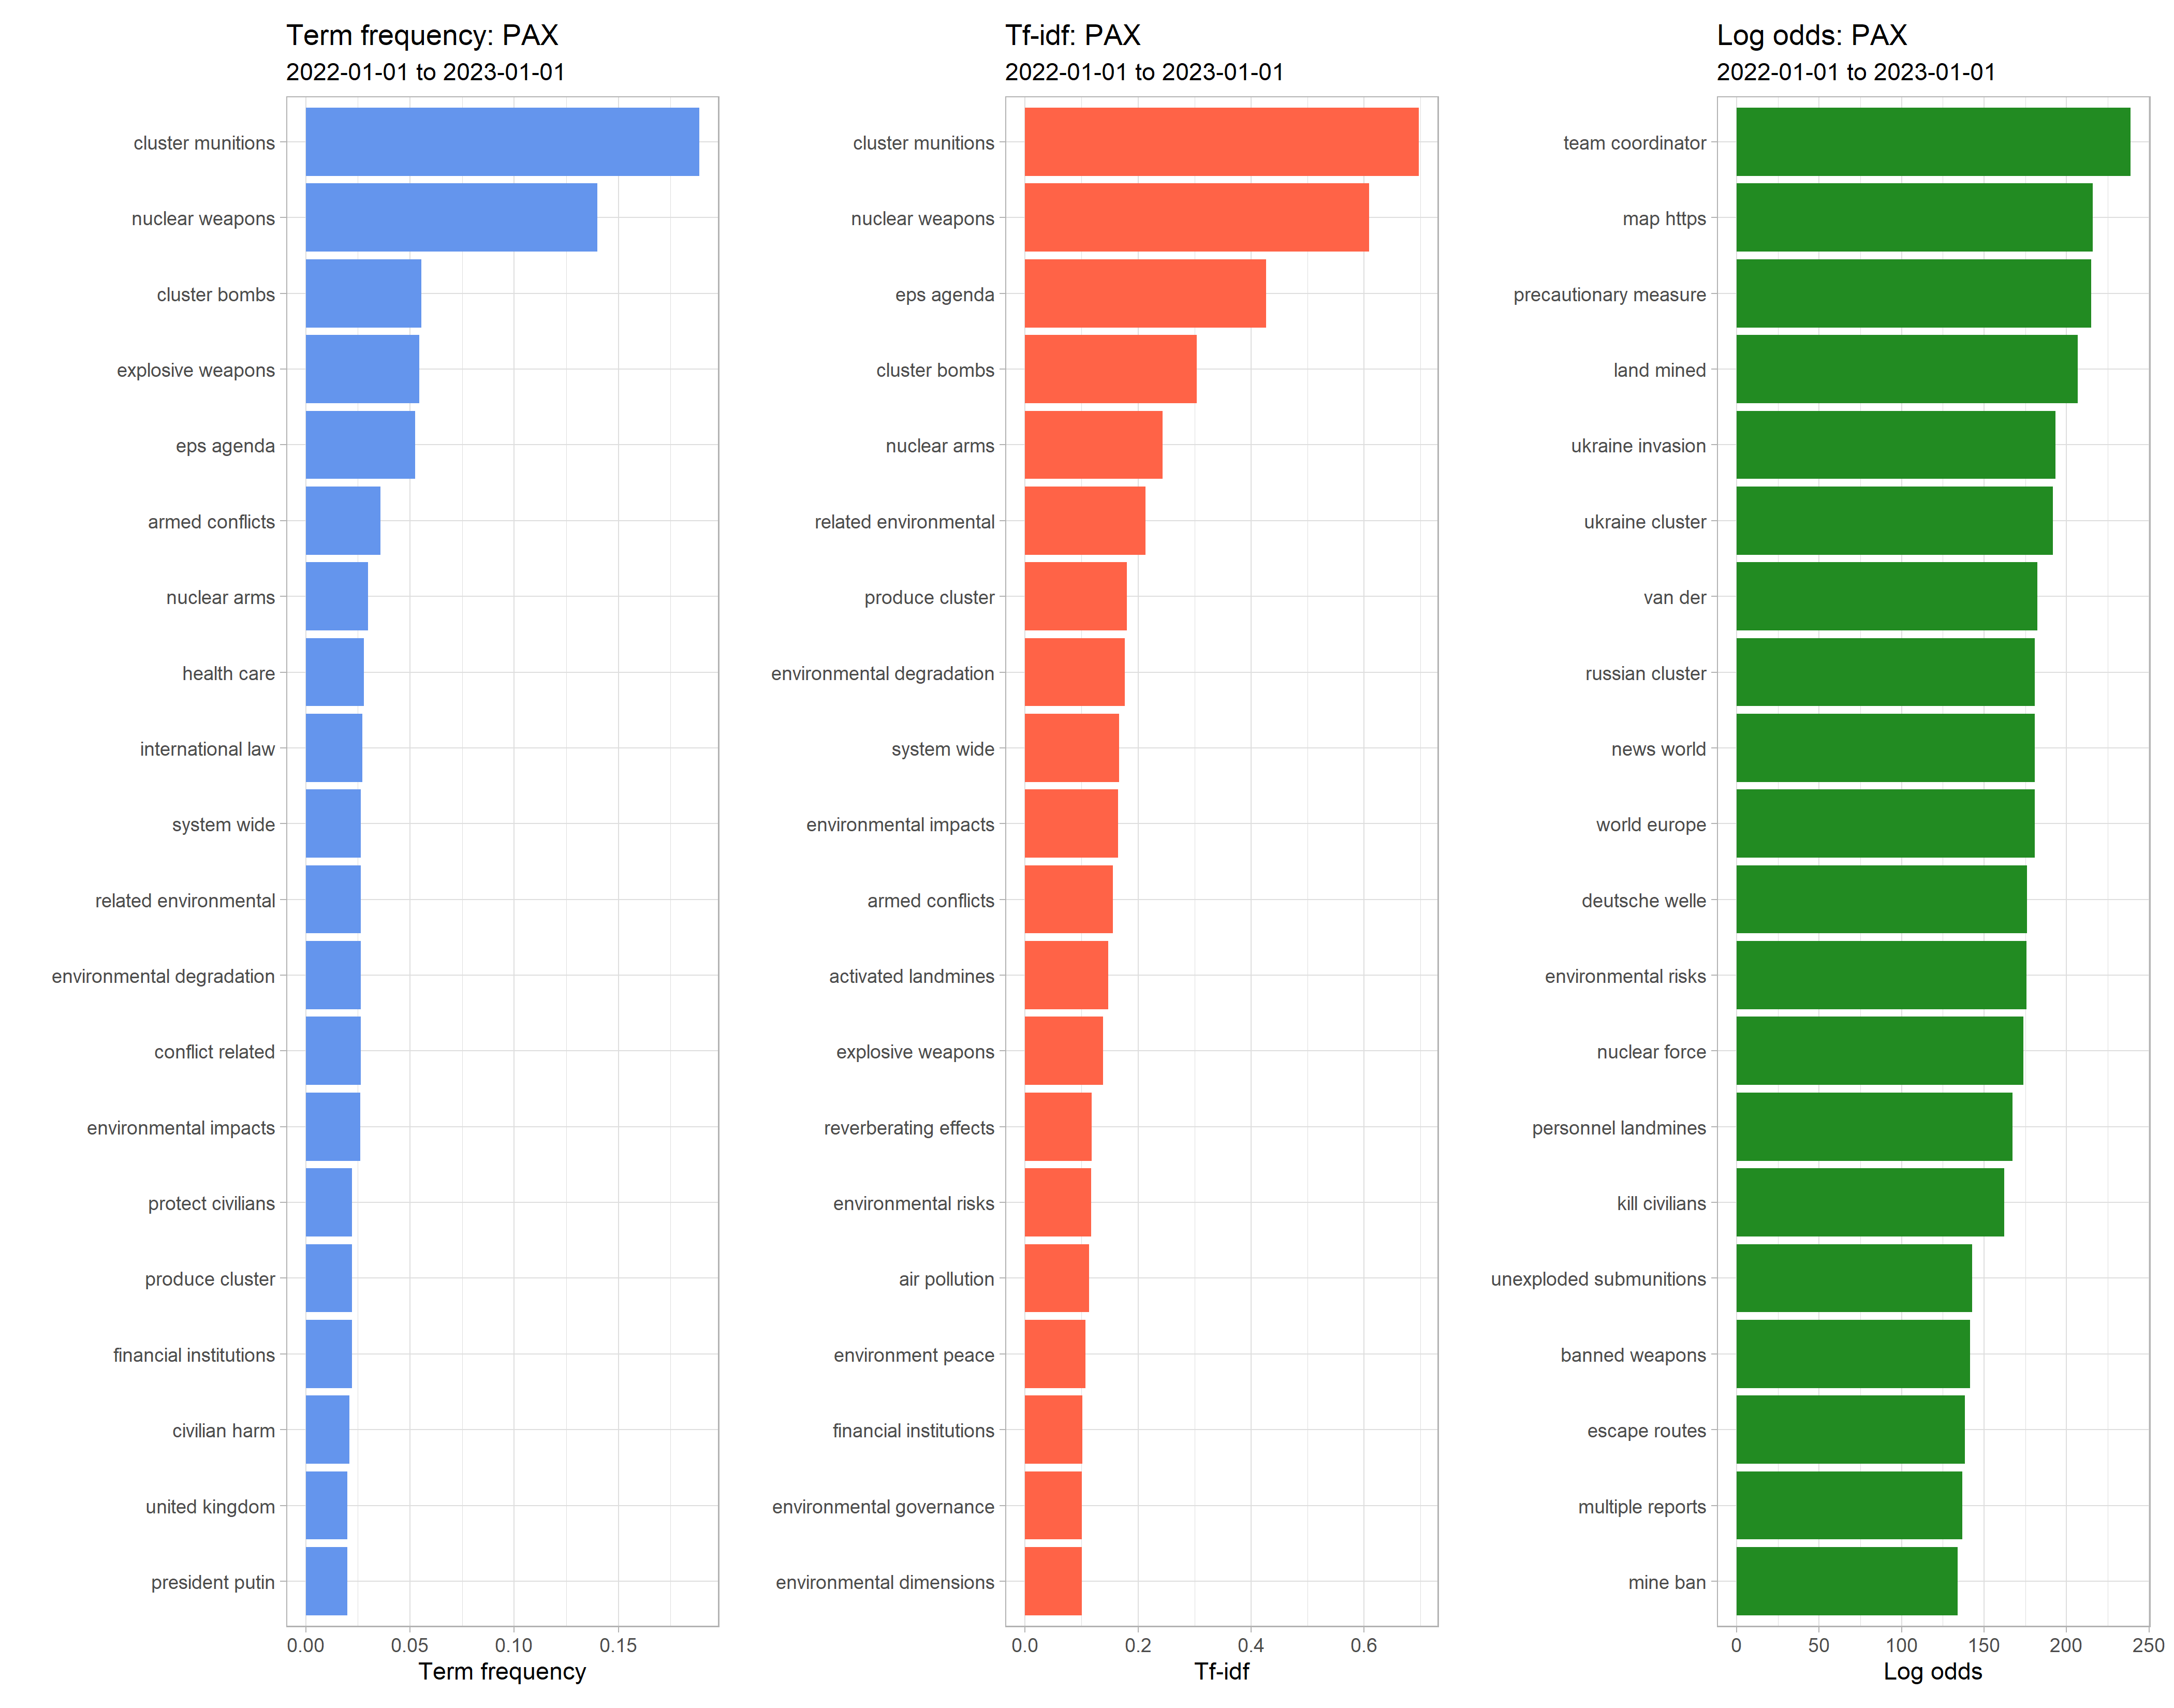 Term frequency: PAX
2022-01-01 to 2023-01-01
cluster munitions
nuclear weapons
cluster bombs
explosive weapons
eps agenda
armed conflicts
nuclear arms
health care
international law
system wide
related environmental
environmental degradation
conflict related
environmental impacts
protect civilians
produce cluster
financial institutions
civilian harm
united kingdom
president putin
0.00 0.05 0.10 0.15
Term frequency
Tf-idf: PAX
2022-01-01 to 2023-01-01
cluster munitions
nuclear weapons
eps agenda
cluster bombs
nuclear arms
related environmental
produce cluster
environmental degradation
system wide
environmental impacts
armed conflicts
activated landmines
explosive weapons
reverberating effects
environmental risks
air pollution
environment peace
financial institutions
environmental governance
environmental dimensions
0.0 0.2 0.4 0.6
Tf-idf
Log odds: PAX
2022-01-01 to 2023-01-01
team coordinator
map https
precautionary measure
land mined
ukraine invasion
ukraine cluster
van der
russian cluster
news world
world europe
deutsche welle
environmental risks
nuclear force
personnel landmines
kill civilians
unexploded submunitions
banned weapons
escape routes
multiple reports
mine ban
0 50 100 150 200 250
Log odds